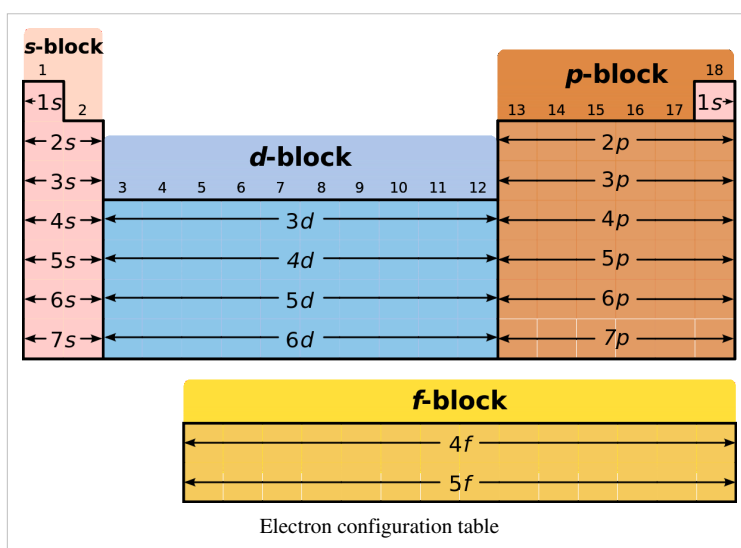 s-block
1
p-block
18
1s
2
13 14 15 16 17
1s
2s
d-block
2p
3s
3 4 5 6 7 8 9 10 11 12
3p
4s
3d
4p
5s
4d
5p
6s
5d
6p
7s
6d
7p
f-block
4f
5f
Electron configuration table